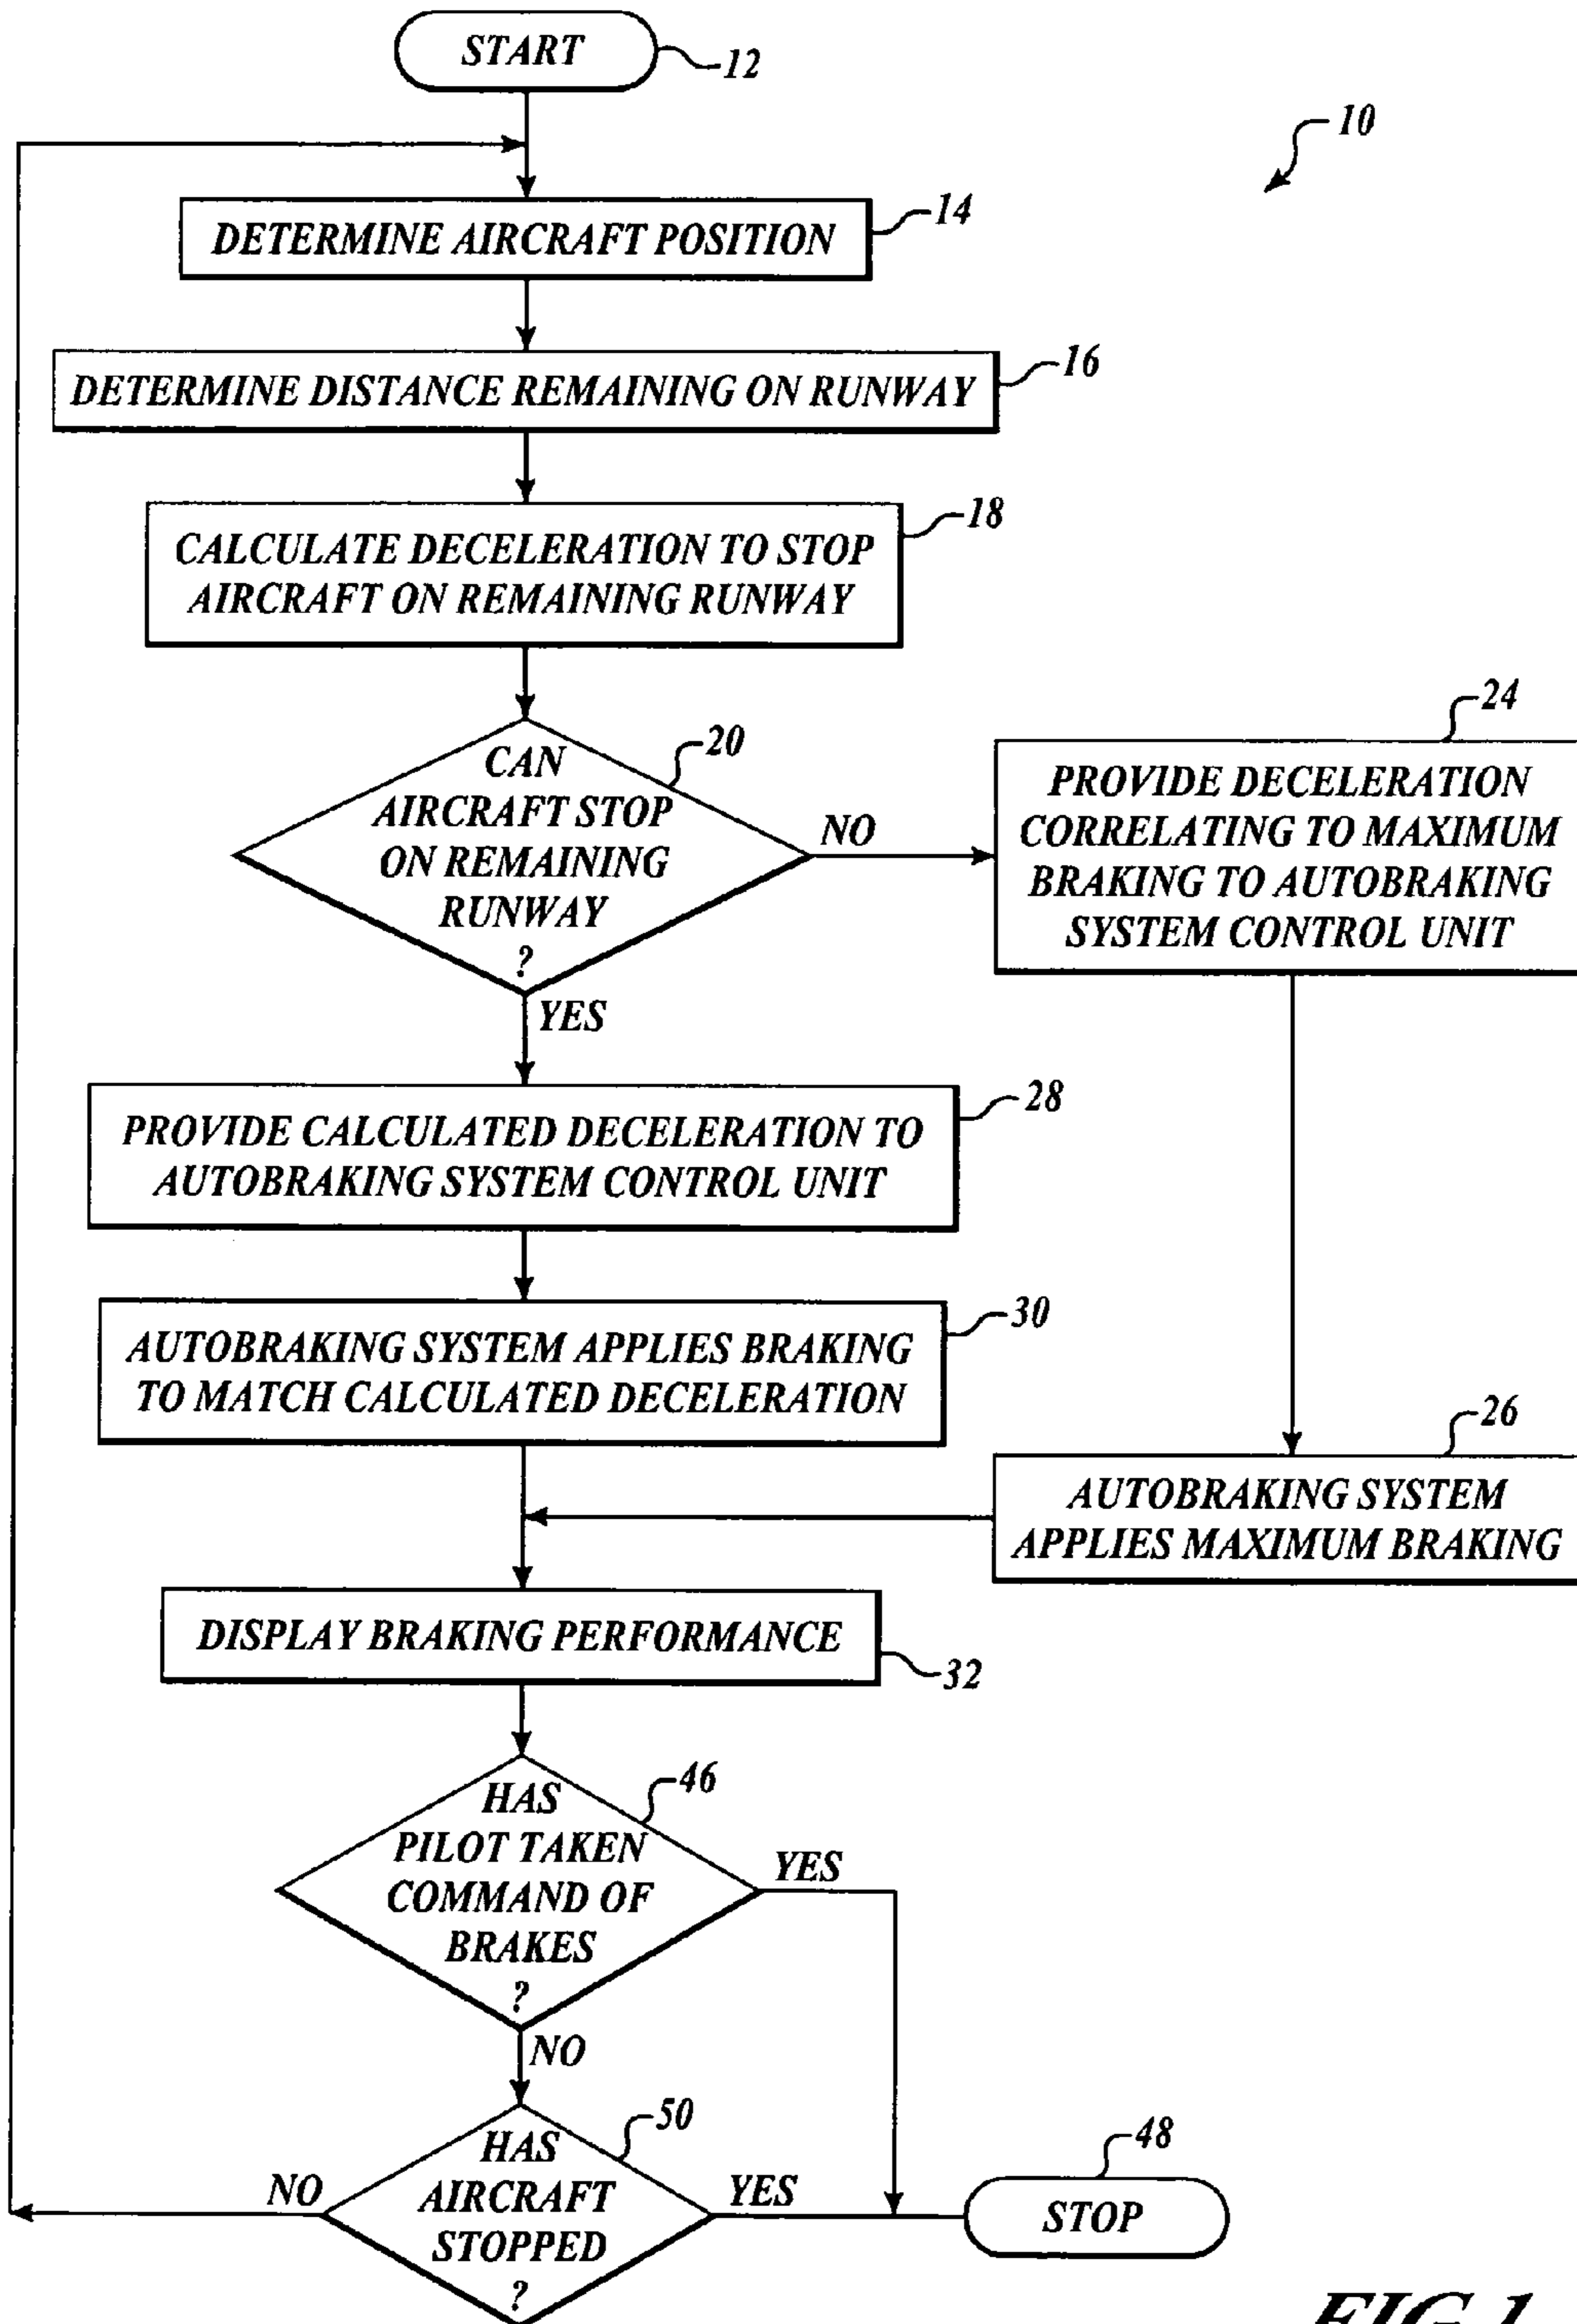 START
12
10
DETERMINE AIRCRAFT POSITION
14
DETERMINE DISTANCE REMAINING ON RUNWAY
16
CALCULATE DECELERATION TO STOP
AIRCRAFT ON REMAINING RUNWAY
18
CAN
AIRCRAFT STOP
ON REMAINING
RUNWAY
?
20
NO
YES
PROVIDE DECELERATION
CORRELATING TO MAXIMUM
BRAKING TO AUTOBRAKING
SYSTEM CONTROL UNIT
24
PROVIDE CALCULATED DECELERATION TO
AUTOBRAKING SYSTEM CONTROL UNIT
28
AUTOBRAKING SYSTEM APPLIES BRAKING
TO MATCH CALCULATED DECELERATION
30
AUTOBRAKING SYSTEM
APPLIES MAXIMUM BRAKING
26
DISPLAY BRAKING PERFORMANCE
32
HAS
PILOT TAKEN
COMMAND OF
BRAKES
?
46
YES
NO
HAS
AIRCRAFT
STOPPED
?
50
NO
YES
STOP
48
FIG.1